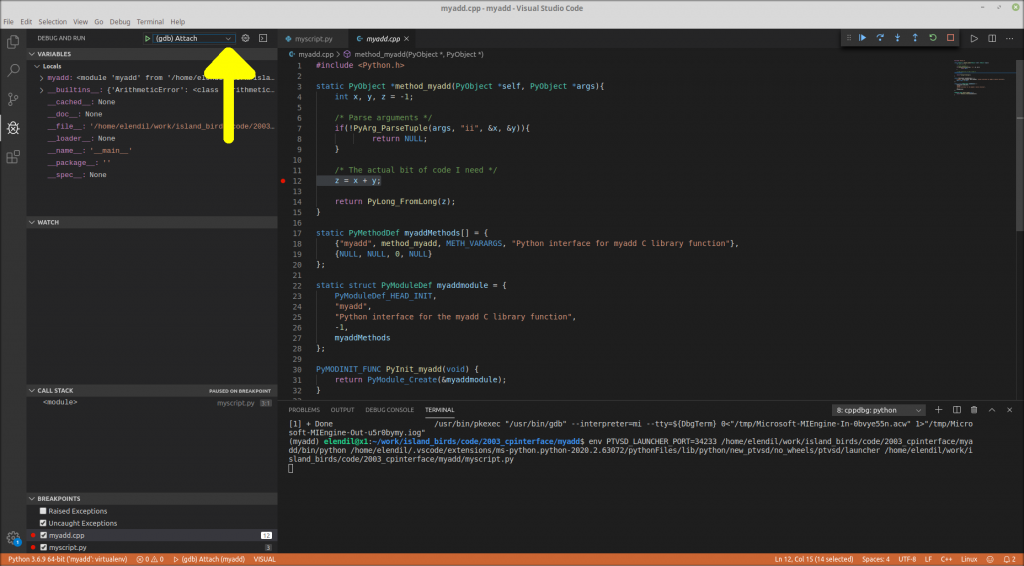 myadd.cpp - myadd - Visual Studio Code
File Edit Selection View Go Debug Terminal Help
DEBUG AND RUN
(gdb) Attach
VARIABLES
Locals
myadd: <module 'myadd' from '/home/el
__builtins__: {'ArithmeticError': <class
__cached__: None
__doc__: None
__file__: '/home/elendil/work/island_bir
code/2003_...
__loader__: None
__name__: '__main__'
__package__: ''
__spec__: None
WATCH
CALL STACK
PAUSED ON BREAKPOINT
<module>
myscript.py 3:1
BREAKPOINTS
Raised Exceptions
Uncaught Exceptions
myadd.cpp 12
myscript.py 3
myscript.py
myadd.cpp
myadd.cpp > method_myadd(PyObject *, PyObject *)
1 #include <Python.h>
2
3 static PyObject *method_myadd(PyObject *self, PyObject *args){
4 int x, y, z = -1;
5
6 /* Parse arguments */
7 if(!PyArg_ParseTuple(args, "ii", &x, &y)){
8 return NULL;
9 }
10
11 /* The actual bit of code I need */
12 z = x + y;
13
14 return PyLong_FromLong(z);
15 }
16
17 static PyMethodDef myaddMethods[] = {
18 {"myadd", method_myadd, METH_VARARGS, "Python interface for myadd C library function"},
19 {NULL, NULL, 0, NULL}
20 };
21
22 static struct PyModuleDef myaddmodule = {
23 PyModuleDef_HEAD_INIT,
24 "myadd",
25 "Python interface for the myadd C library function",
26 -1,
27 myaddMethods
28 };
29
30 PyMODINIT_FUNC PyInit_myadd(void) {
31 return PyModule_Create(&myaddmodule);
32 }
PROBLEMS OUTPUT DEBUG CONSOLE TERMINAL
8: cppdbg: python
[1] + Done /usr/bin/pkexec "/usr/bin/gdb" --interpreter=mi --tty=${DbgTerm} 0<"/tmp/Microsoft-MIEngine-In-0bvye55n.acw" 1>"/tmp/Micro
soft-MIEngine-Out-u5r0bymy.iog"
(myadd) elendil@x1:~/work/island_birds/code/2003_cpinterface/myadd$ env PTVSD_LAUNCHER_PORT=34233 /home/elendil/work/island_birds/code/2003_cpinterface/mya
dd/bin/python /home/elendil/.vscode/extensions/ms-python.python-2020.2.63072/pythonFiles/lib/python/new_ptvsd/no_wheels/ptvsd/launcher /home/elendil/work/i
sland_birds/code/2003_cpinterface/myadd/myscript.py
1
Python 3.6.9 64-bit ('myadd': virtualenv) 0 0 (gdb) Attach (myadd) VISUAL
Ln 12, Col 15 (14 selected) Spaces: 4 UTF-8 LF C++ Linux 2